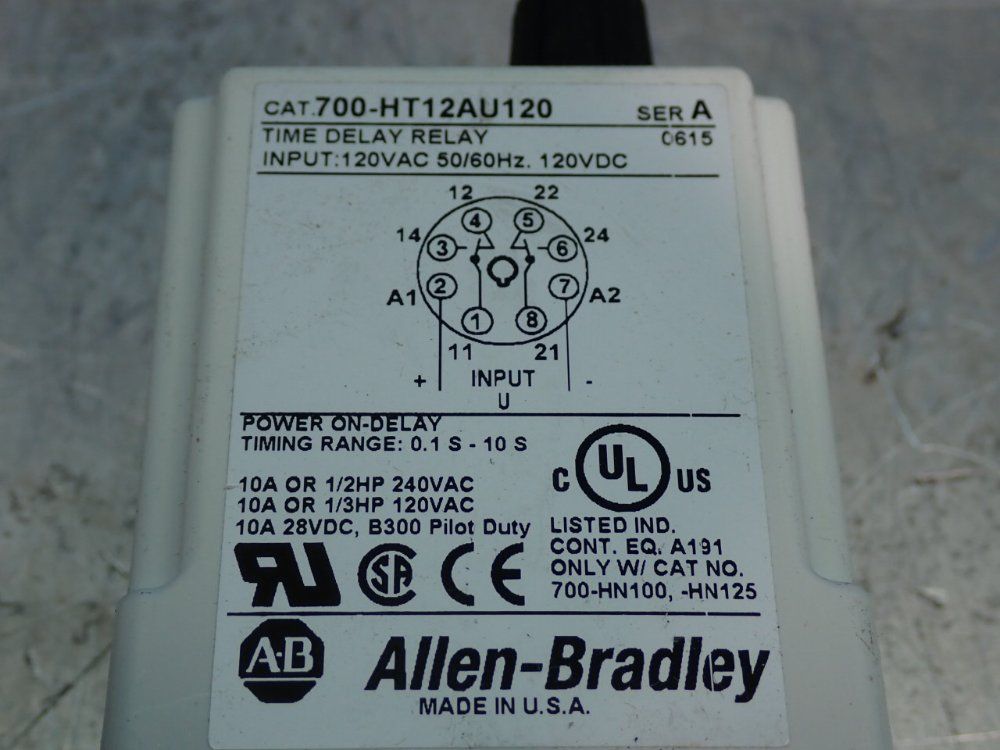 CAT.700-HT12AU120 SER A
TIME DELAY RELAY 0615
INPUT:120VAC 50/60Hz. 120VDC
12 22
4 5
14 3 6 24
A1 2 7 A2
1 8
11 21
+ INPUT -
U
POWER ON-DELAY
TIMING RANGE: 0.1 S - 10 S
10A OR 1/2HP 240VAC
10A OR 1/3HP 120VAC
10A 28VDC, B300 Pilot Duty
C UL US
LISTED IND.
CONT. EQ. A191
ONLY W/ CAT NO.
700-HN100, -HN125
RU SA CE
A-B Allen-Bradley
MADE IN U.S.A.